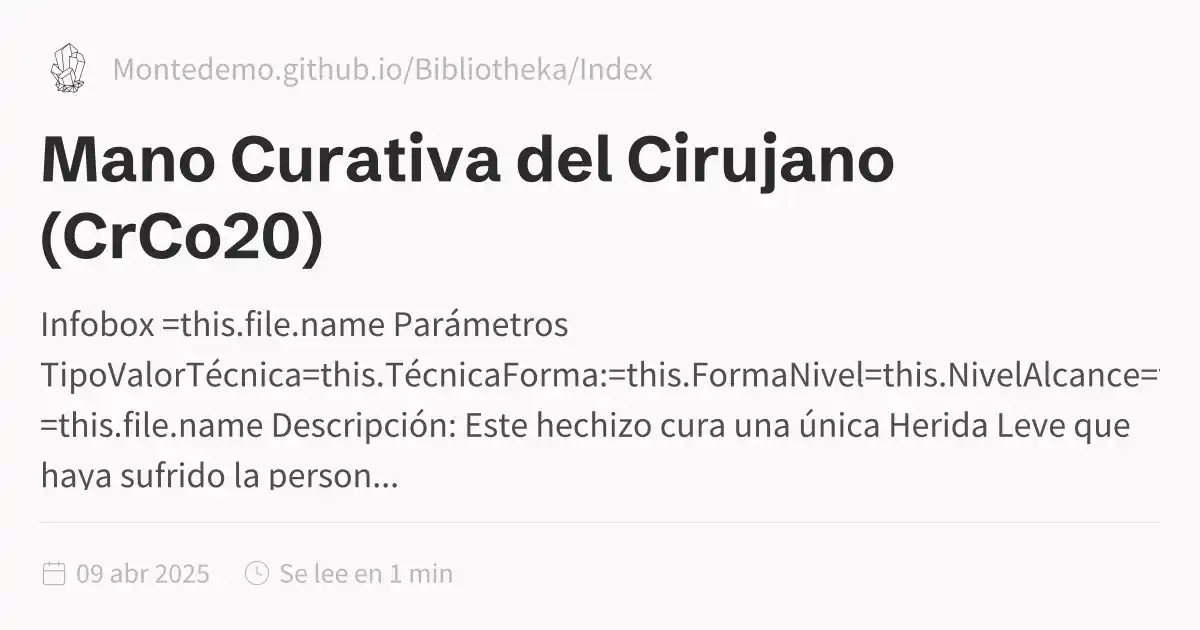 Montedemo.github.io/Bibliotheka/Index
Mano Curativa del Cirujano
(CrCo20)
Infobox =this.file.name Parámetros
TipoValorTécnica=this.TécnicaForma:=this.FormaNivel=this.NivelAlcance=
=this.file.name Descripción: Este hechizo cura una única Herida Leve que
haya sufrido la person...
09 abr 2025
Se lee en 1 min